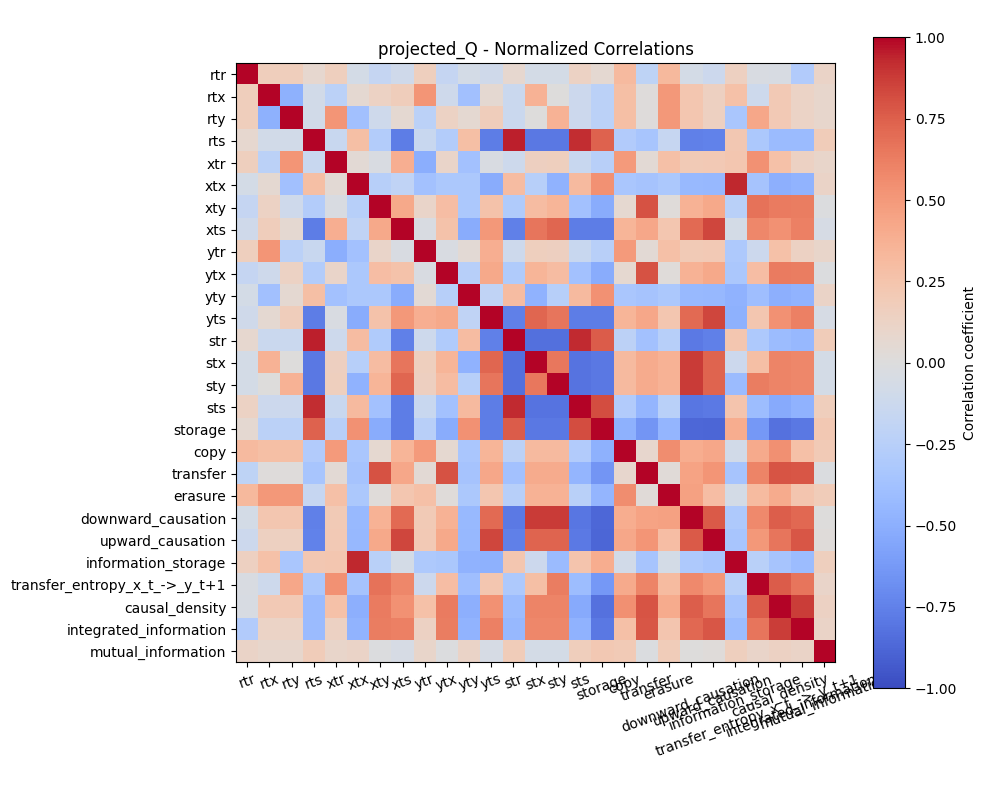 projected_Q - Normalized Correlations
rtr
rtx
rty
rts
xtr
xtx
xty
xts
ytr
ytx
yty
yts
str
stx
sty
sts
storage
copy
transfer
erasure
downward_causation
upward_causation
information_storage
transfer_entropy_x_t_->_y_t+1
causal_density
integrated_information
mutual_information
rtr
rtx
rty
rts
xtr
xtx
xty
xts
ytr
ytx
yty
yts
str
stx
sty
sts
storage
copy
transfer
erasure
downward_causation
upward_causation
information_storage
transfer_entropy_x_t_->_y_t+1
causal_density
integrated_information
mutual_information
1.00
0.75
0.50
0.25
0.00
−0.25
−0.50
−0.75
−1.00
Correlation coefficient